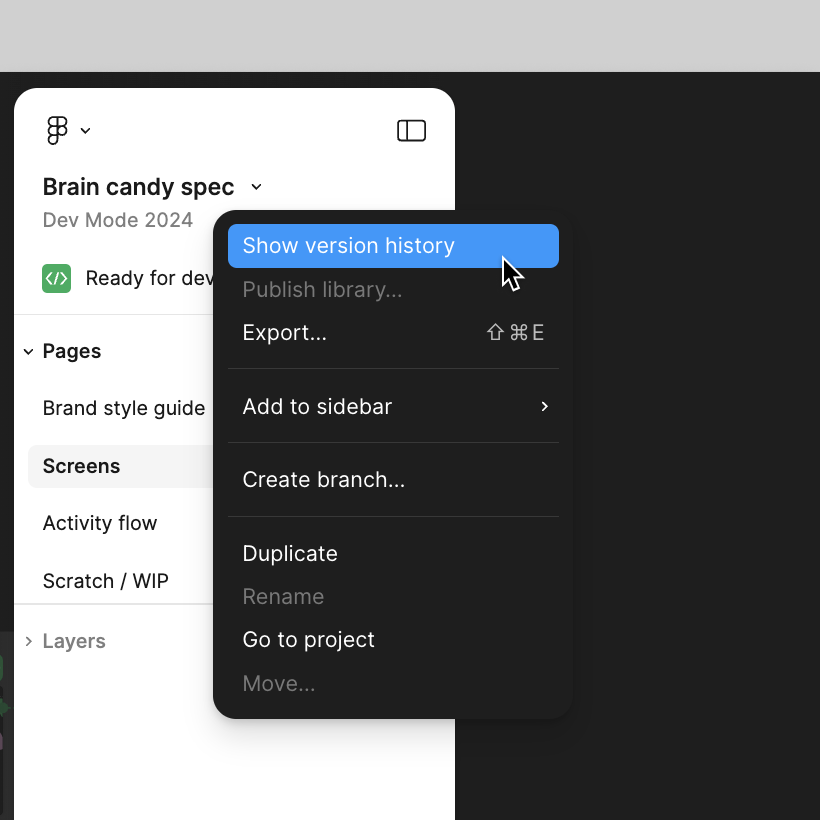 Brain candy spec
Dev Mode 2024
Ready for dev
Pages
Brand style guide
Screens
Activity flow
Scratch / WIP
Layers
Show version history
Publish library...
Export... ⇧⌘E
Add to sidebar
Create branch...
Duplicate
Rename
Go to project
Move...